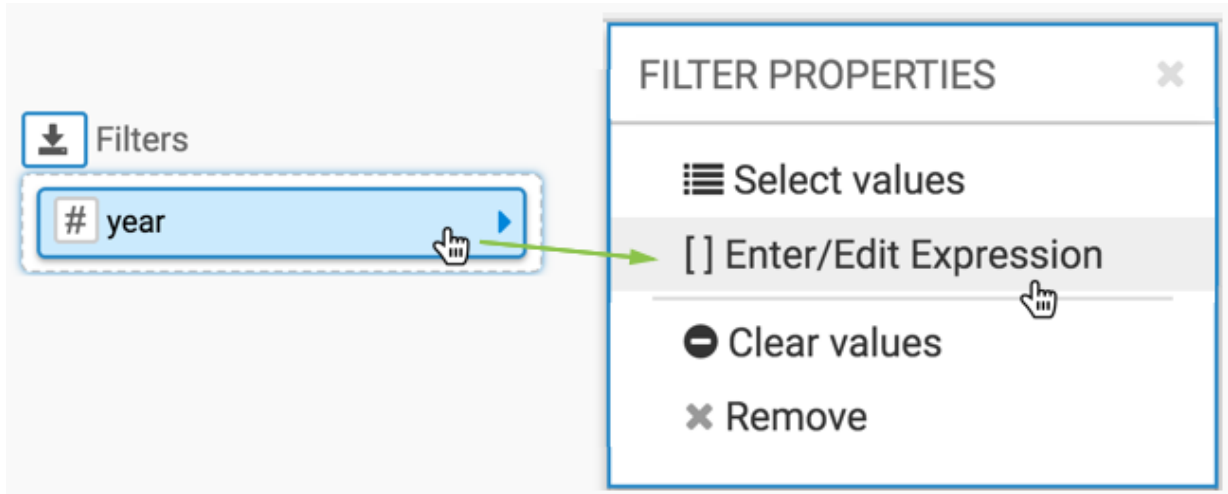 Filters
# year
FILTER PROPERTIES
Select values
[ ] Enter/Edit Expression
Clear values
Remove